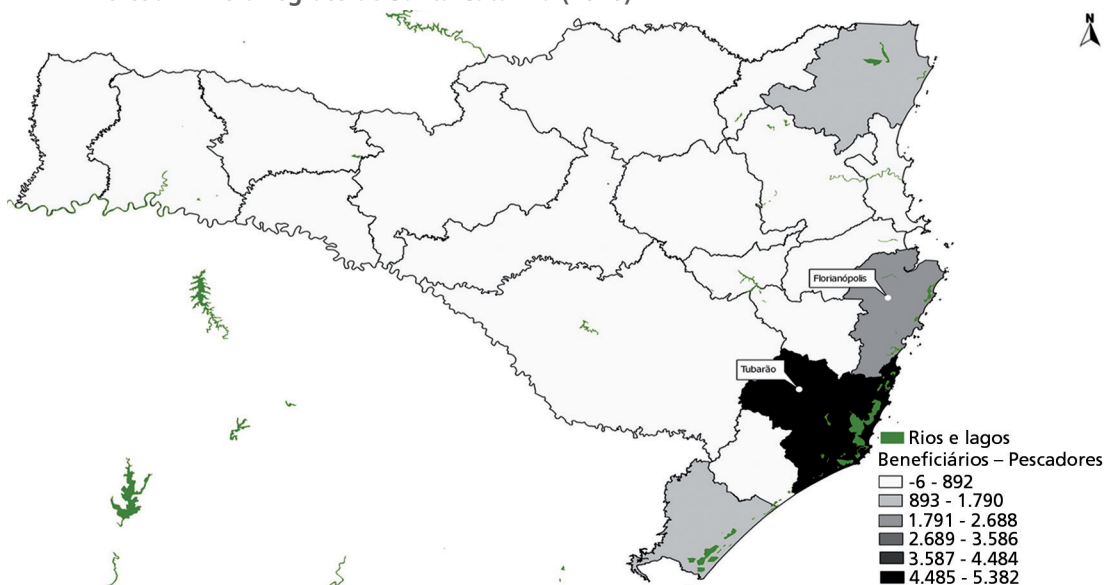 N
Florianópolis
Tubarão
Rios e lagos
Beneficiários – Pescadores
-6 - 892
893 - 1.790
1.791 - 2.688
2.689 - 3.586
3.587 - 4.484
4.485 - 5.382